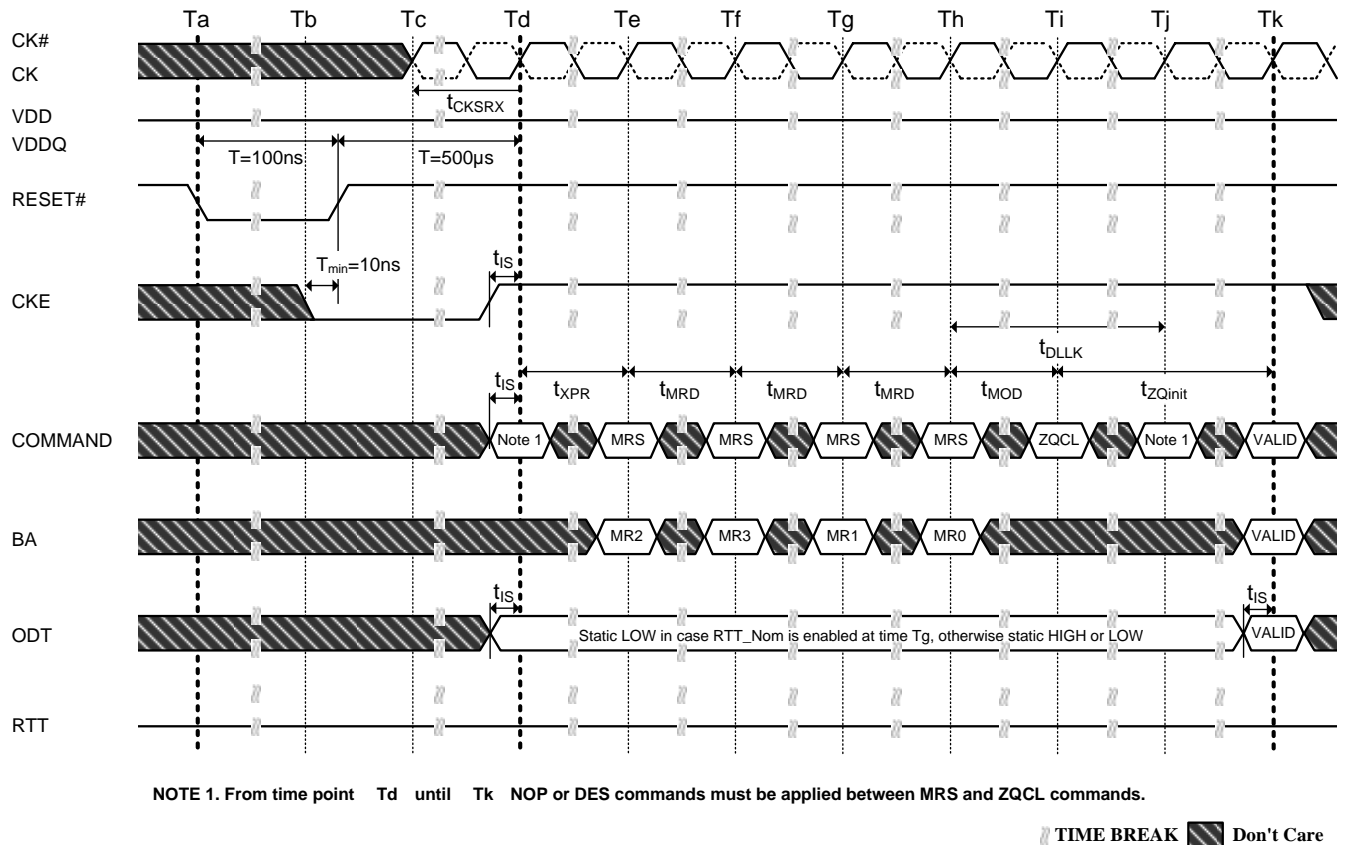 Ta Tb Tc Td Te Tf Tg Th Ti Tj Tk
CK#
CK
tCKSRX
VDD
VDDQ
T=100ns T=500µs
RESET#
Tmin=10ns tIS
CKE
tDLLK
tIS tXPR tMRD tMRD tMRD tMOD tZQinit
COMMAND Note 1 MRS MRS MRS MRS ZQCL Note 1 VALID
BA MR2 MR3 MR1 MR0 VALID
tIS tIS
ODT Static LOW in case RTT_Nom is enabled at time Tg, otherwise static HIGH or LOW VALID
RTT
NOTE 1. From time point Td until Tk NOP or DES commands must be applied between MRS and ZQCL commands.
TIME BREAK Don't Care